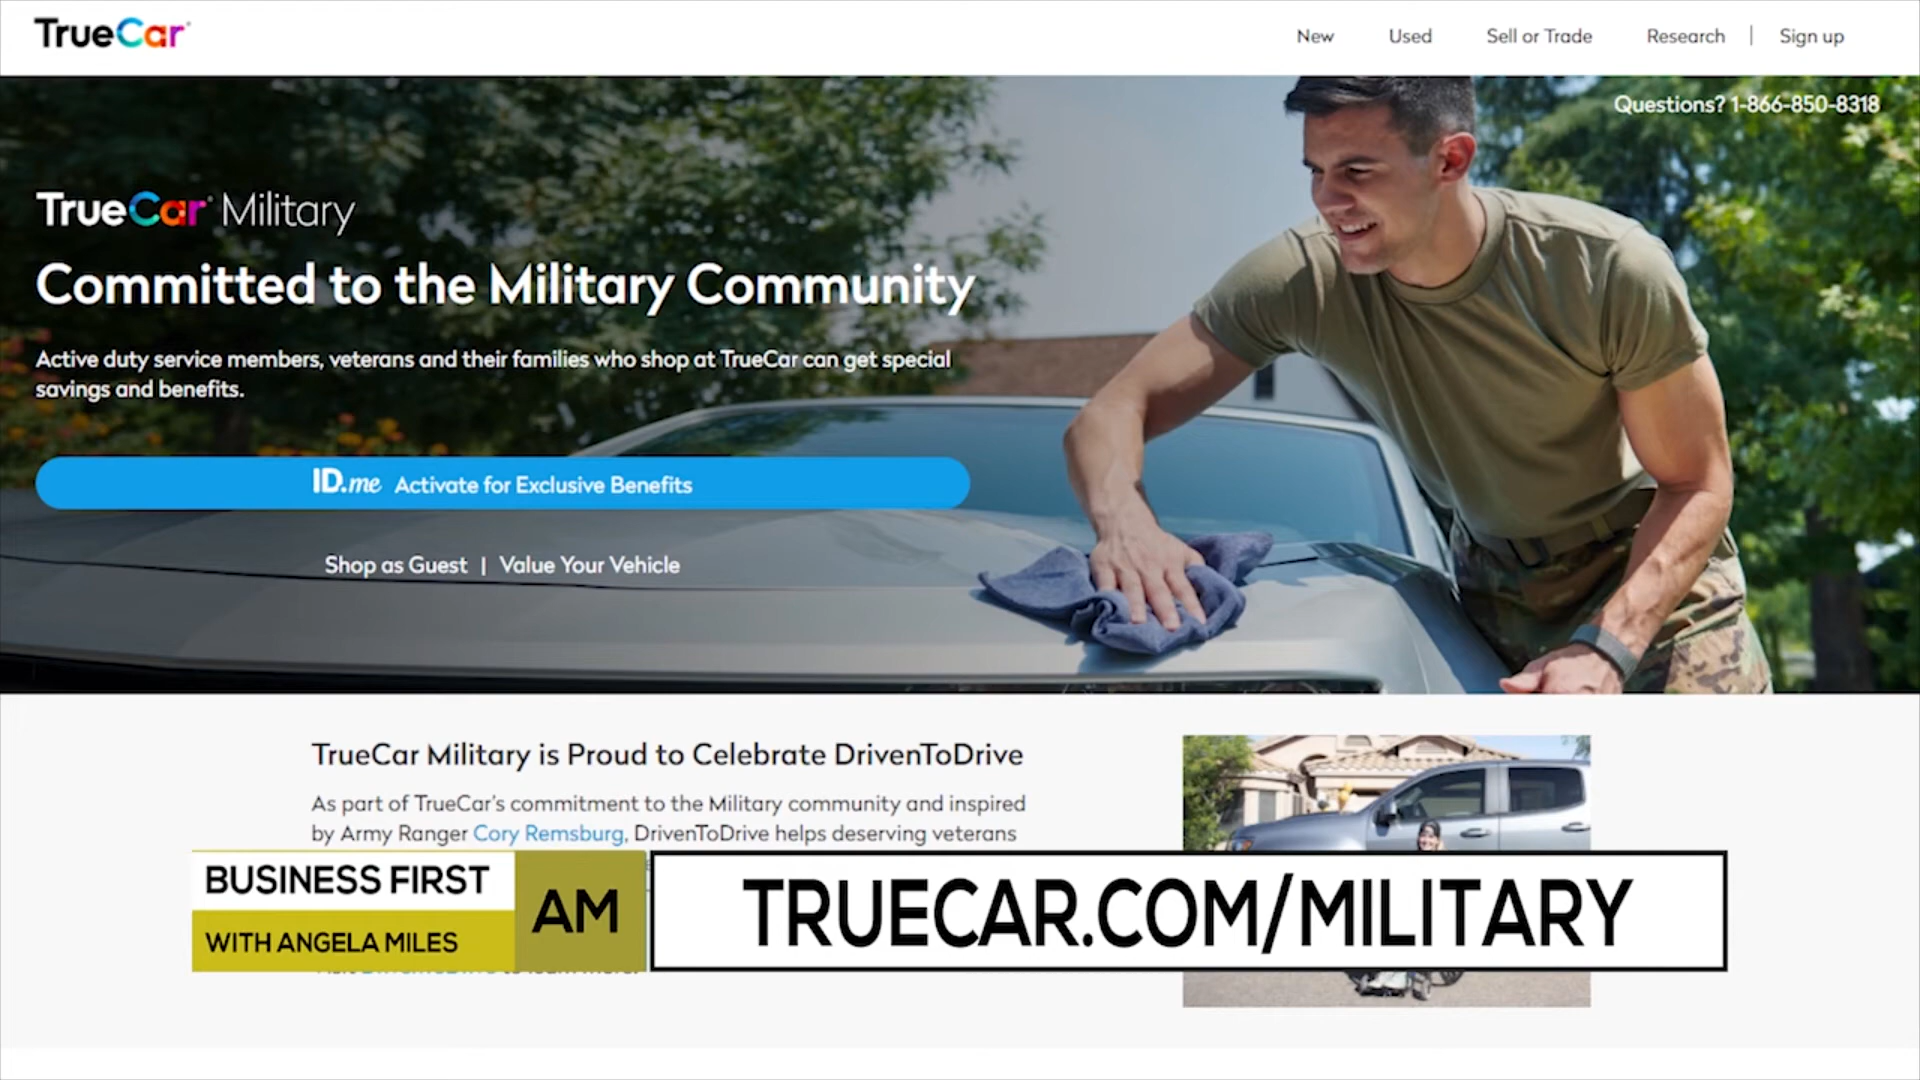 TrueCar
New Used Sell or Trade Research | Sign up
Questions? 1-866-850-8318
TrueCar Military
Committed to the Military Community
Active duty service members, veterans and their families who shop at TrueCar can get special
savings and benefits.
ID.me Activate for Exclusive Benefits
Shop as Guest | Value Your Vehicle
TrueCar Military is Proud to Celebrate DrivenToDrive
As part of TrueCar's commitment to the Military community and inspired
by Army Ranger Cory Remsburg, DrivenToDrive helps deserving veterans
BUSINESS FIRST
AM
WITH ANGELA MILES
TRUECAR.COM/MILITARY